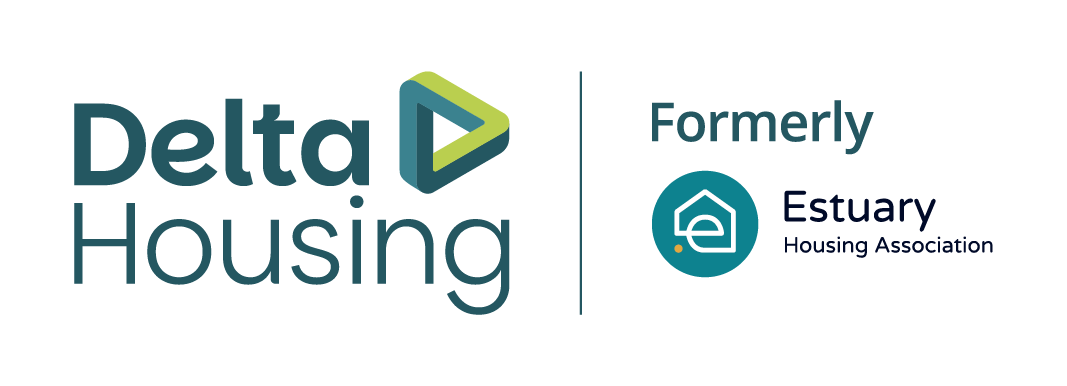 Delta
Housing
Formerly
Estuary
Housing Association